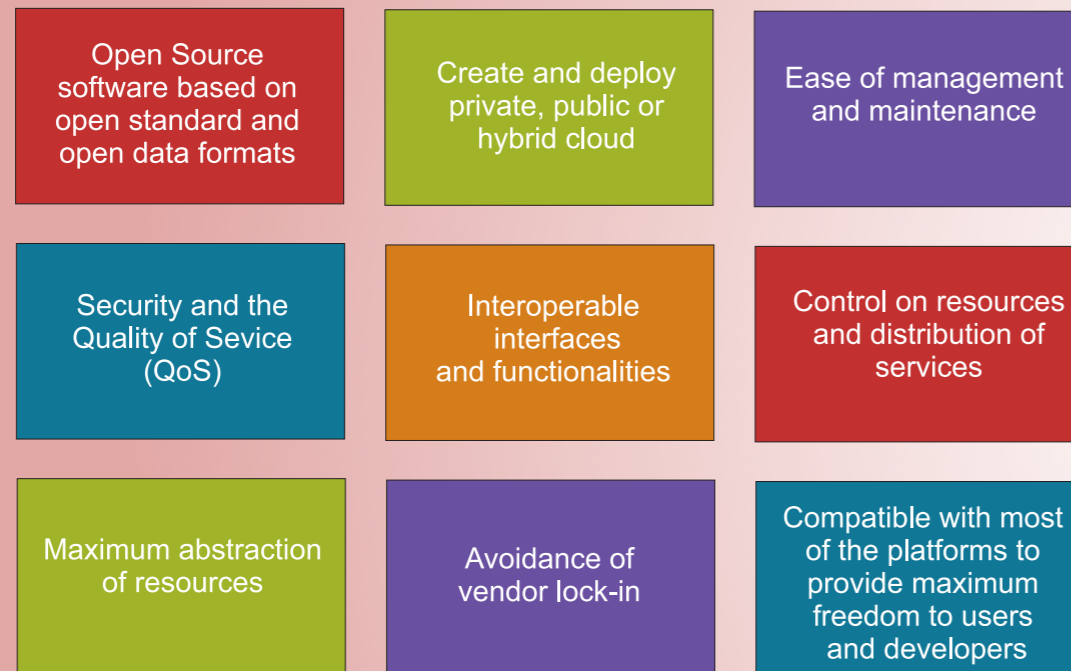 Open Source
software based on
open standard and
open data formats
Create and deploy
private, public or
hybrid cloud
Ease of management
and maintenance
Security and the
Quality of Sevice
(QoS)
Interoperable
interfaces
and functionalities
Control on resources
and distribution of
services
Maximum abstraction
of resources
Avoidance of
vendor lock-in
Compatible with most
of the platforms to
provide maximum
freedom to users
and developers